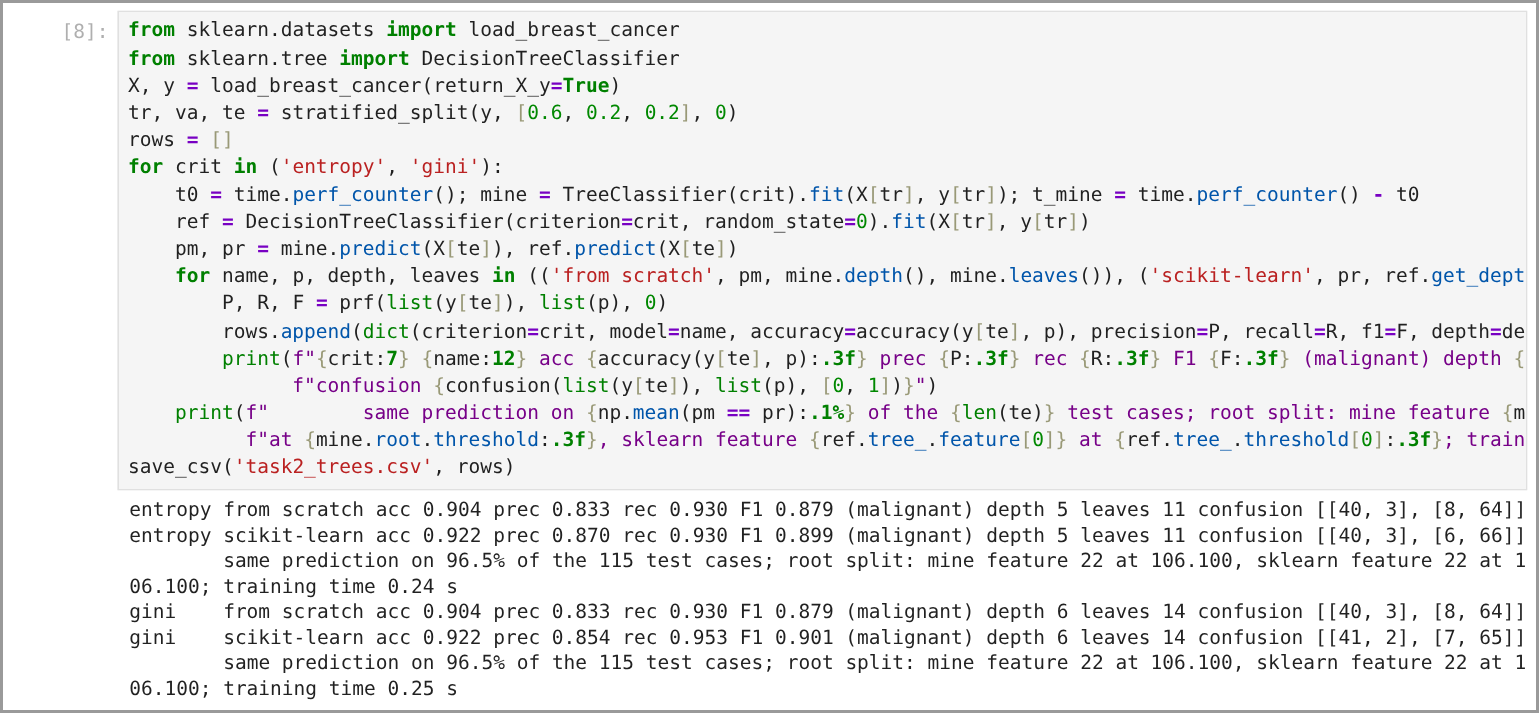 [8]:
from sklearn.datasets import load_breast_cancer
from sklearn.tree import DecisionTreeClassifier
X, y = load_breast_cancer(return_X_y=True)
tr, va, te = stratified_split(y, [0.6, 0.2, 0.2], 0)
rows = []
for crit in ('entropy', 'gini'):
    t0 = time.perf_counter(); mine = TreeClassifier(crit).fit(X[tr], y[tr]); t_mine = time.perf_counter() - t0
    ref = DecisionTreeClassifier(criterion=crit, random_state=0).fit(X[tr], y[tr])
    pm, pr = mine.predict(X[te]), ref.predict(X[te])
    for name, p, depth, leaves in (('from scratch', pm, mine.depth(), mine.leaves()), ('scikit-learn', pr, ref.get_dept
        P, R, F = prf(list(y[te]), list(p), 0)
        rows.append(dict(criterion=crit, model=name, accuracy=accuracy(y[te], p), precision=P, recall=R, f1=F, depth=de
        print(f"{crit:7} {name:12} acc {accuracy(y[te], p):.3f} prec {P:.3f} rec {R:.3f} F1 {F:.3f} (malignant) depth {
              f"confusion {confusion(list(y[te]), list(p), [0, 1])}")
    print(f"        same prediction on {np.mean(pm == pr):.1%} of the {len(te)} test cases; root split: mine feature {m
          f"at {mine.root.threshold:.3f}, sklearn feature {ref.tree_.feature[0]} at {ref.tree_.threshold[0]:.3f}; train
save_csv('task2_trees.csv', rows)
entropy from scratch acc 0.904 prec 0.833 rec 0.930 F1 0.879 (malignant) depth 5 leaves 11 confusion [[40, 3], [8, 64]]
entropy scikit-learn acc 0.922 prec 0.870 rec 0.930 F1 0.899 (malignant) depth 5 leaves 11 confusion [[40, 3], [6, 66]]
        same prediction on 96.5% of the 115 test cases; root split: mine feature 22 at 106.100, sklearn feature 22 at 1
06.100; training time 0.24 s
gini    from scratch acc 0.904 prec 0.833 rec 0.930 F1 0.879 (malignant) depth 6 leaves 14 confusion [[40, 3], [8, 64]]
gini    scikit-learn acc 0.922 prec 0.854 rec 0.953 F1 0.901 (malignant) depth 6 leaves 14 confusion [[41, 2], [7, 65]]
        same prediction on 96.5% of the 115 test cases; root split: mine feature 22 at 106.100, sklearn feature 22 at 1
06.100; training time 0.25 s